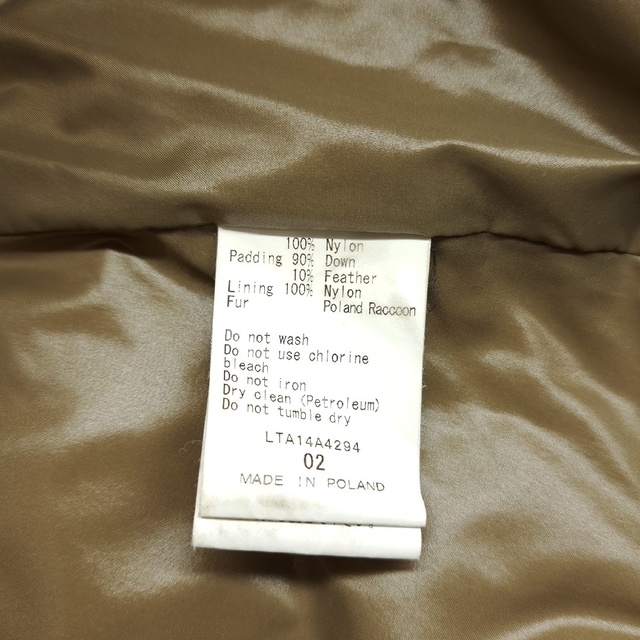 100% Nylon
Padding 90% Down
10% Feather
Lining 100% Nylon
Fur Poland Raccoon
Do not wash
Do not use chlorine
bleach
Do not iron
Dry clean (Petroleum)
Do not tumble dry
LTA14A4294
02
MADE IN POLAND